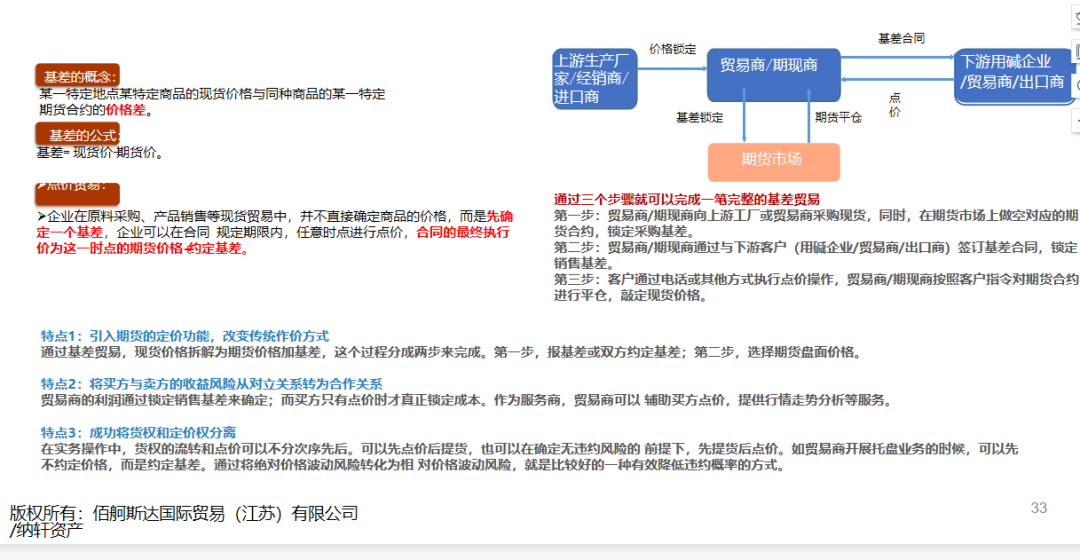 基差的概念：
某一特定地点某特定商品的现货价格与同种商品的某一特定
期货合约的价格差。
基差的公式：
基差= 现货价-期货价。
➢点价贸易：
➢企业在原料采购、产品销售等现货贸易中，并不直接确定商品的价格，而是先确
定一个基差，企业可以在合同 规定期限内，任意时点进行点价，合同的最终执行
价为这一时点的期货价格+约定基差。
上游生产厂
家/经销商/
进口商
价格锁定
贸易商/期现商
基差合同
点
价
下游用碱企业
/贸易商/出口商
基差锁定
期货平仓
期货市场
通过三个步骤就可以完成一笔完整的基差贸易
第一步：贸易商/期现商向上游工厂或贸易商采购现货，同时，在期货市场上做空对应的期
货合约，锁定采购基差。
第二步：贸易商/期现商通过与下游客户（用碱企业/贸易商/出口商）签订基差合同，锁定
销售基差。
第三步：客户通过电话或其他方式执行点价操作，贸易商/期现商按照客户指令对期货合约
进行平仓，敲定现货价格。
特点1：引入期货的定价功能，改变传统作价方式
通过基差贸易，现货价格拆解为期货价格加基差，这个过程分成两步来完成。第一步，报基差或双方约定基差；第二步，选择期货盘面价格。
特点2：将买方与卖方的收益风险从对立关系转为合作关系
贸易商的利润通过锁定销售基差来确定；而买方只有点价时才真正锁定成本。作为服务商，贸易商可以 辅助买方点价，提供行情走势分析等服务。
特点3：成功将货权和定价权分离
在实务操作中，货权的流转和点价可以不分次序先后。可以先点价后提货，也可以在确定无违约风险的 前提下，先提货后点价。如贸易商开展托盘业务的时候，可以先
不约定价格，而是约定基差。通过将绝对价格波动风险转化为相 对价格波动风险，就是比较好的一种有效降低违约概率的方式。
版权所有：佰舸斯达国际贸易（江苏）有限公司
/纳轩资产
33